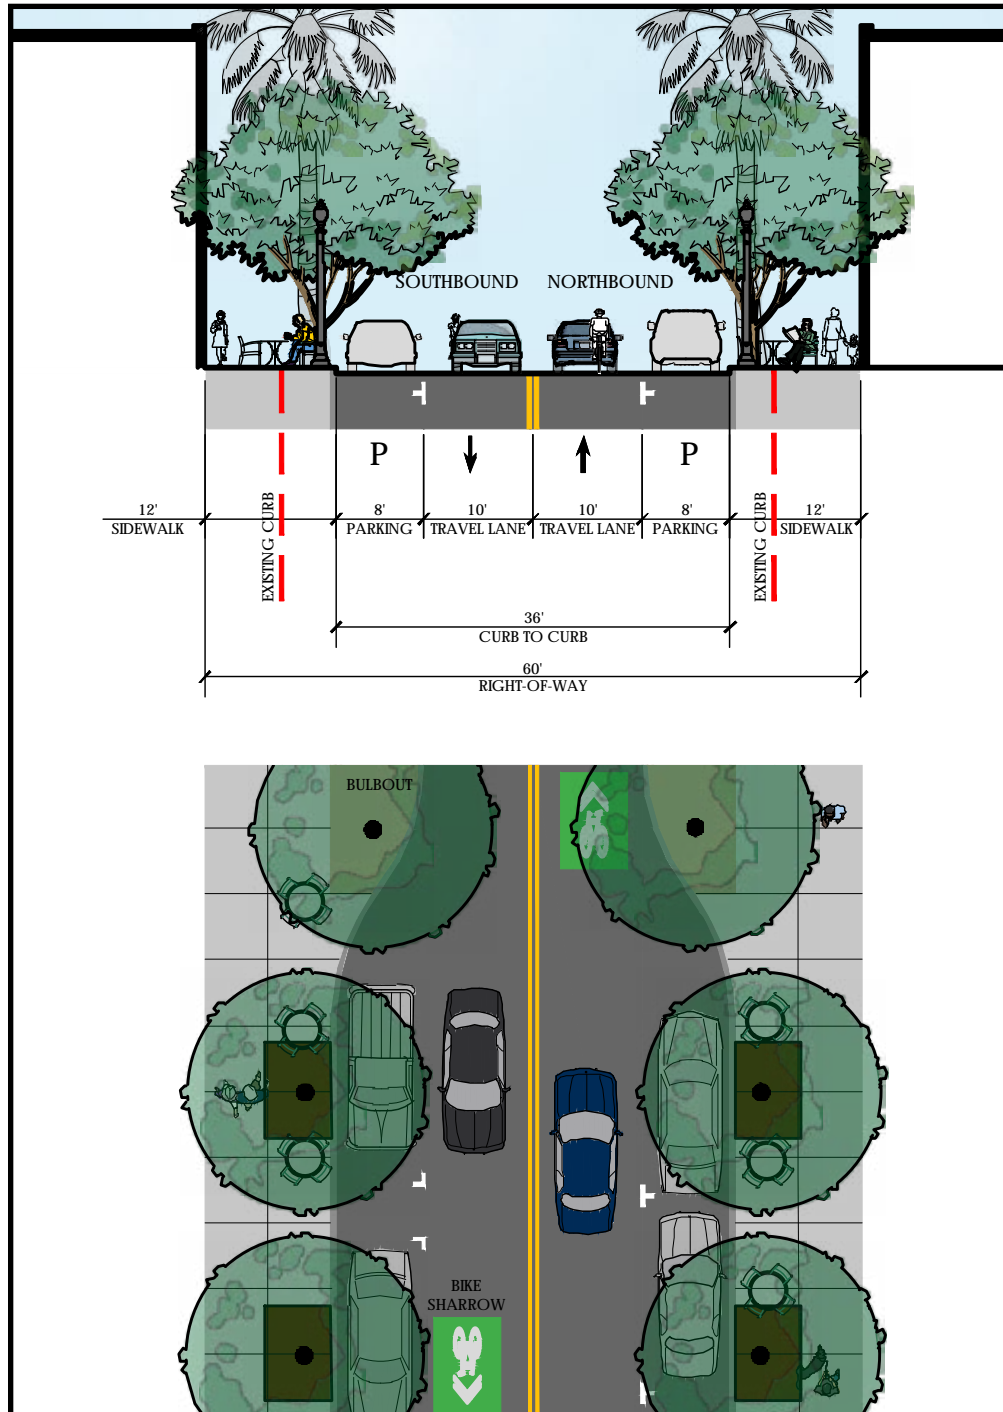 SOUTHBOUND NORTHBOUND
P P
12' 8' 10' 10' 8' 12'
SIDEWALK PARKING TRAVEL LANE TRAVEL LANE PARKING SIDEWALK
EXISTING CURB
EXISTING CURB
36'
CURB TO CURB
60'
RIGHT-OF-WAY
BULBOUT
BIKE
SHARROW